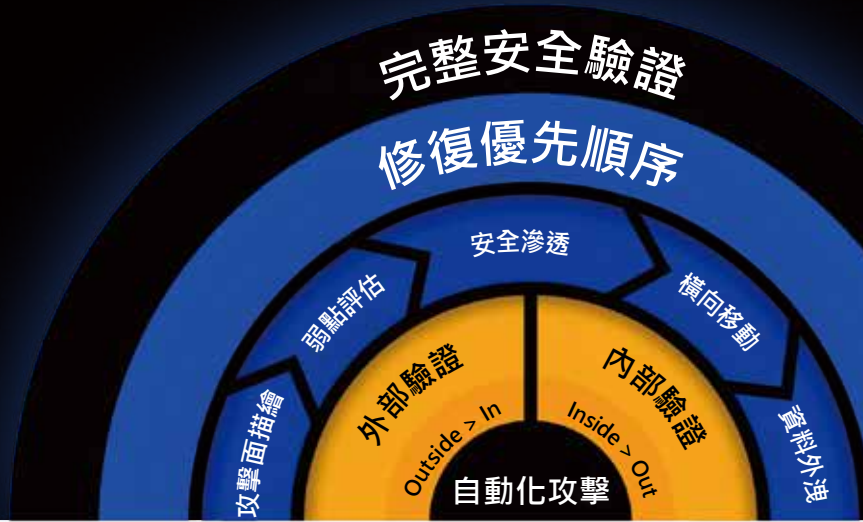 完整安全驗證
修復優先順序
攻擊面描繪
弱點評估
安全滲透
橫向移動
資料外洩
外部驗證
Outside > In
內部驗證
Inside > Out
自動化攻擊